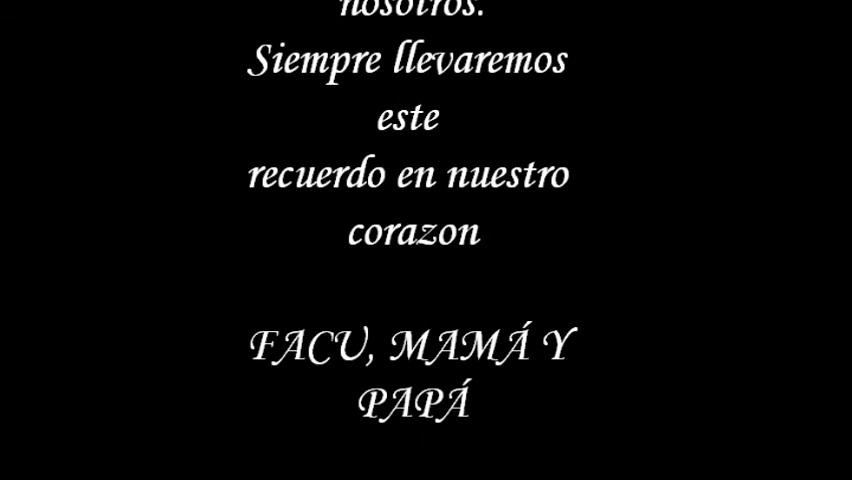 nosotros.
Siempre llevaremos
este
recuerdo en nuestro
corazon
FACU, MAMÁ Y
PAPÁ